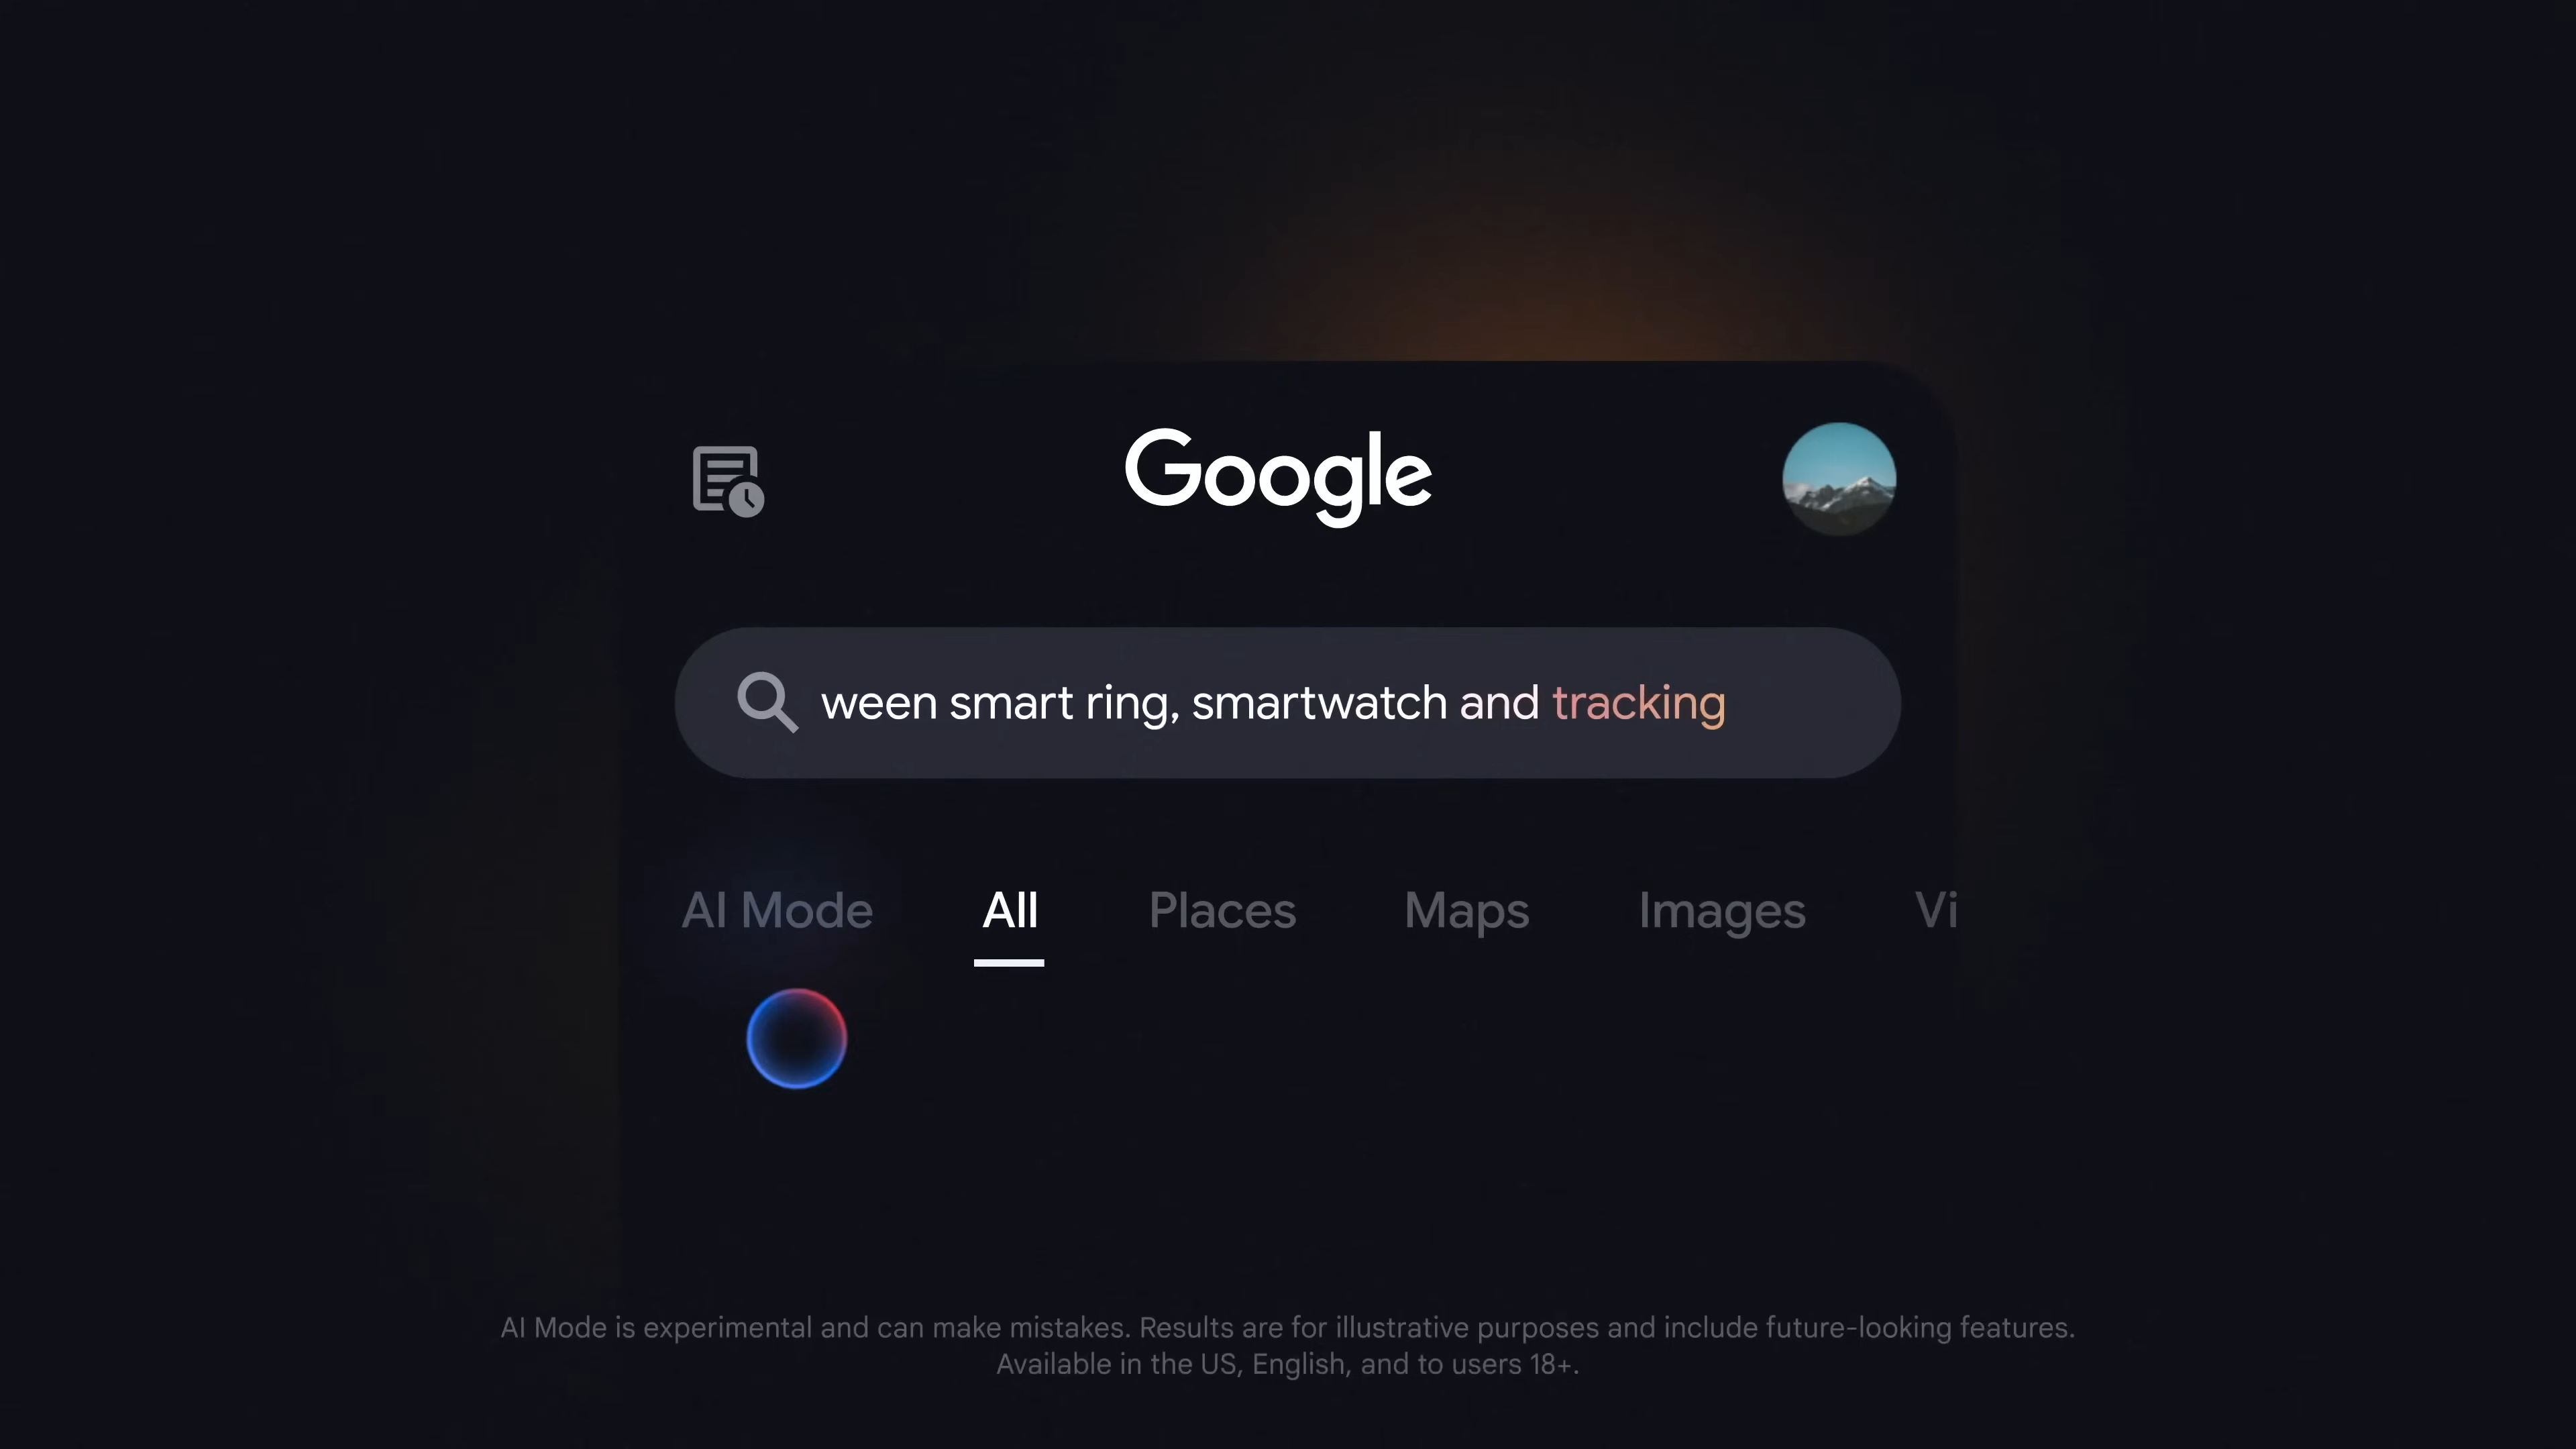 Google
ween smart ring, smartwatch and tracking
AI Mode All Places Maps Images Vi
AI Mode is experimental and can make mistakes. Results are for illustrative purposes and include future-looking features.
Available in the US, English, and to users 18+.